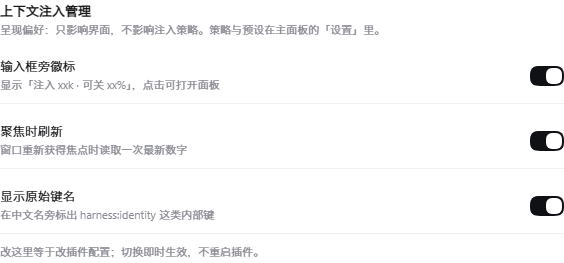 上下文注入管理
呈现偏好：只影响界面，不影响注入策略。策略与预设在主面板的「设置」里。
输入框旁徽标
显示「注入 xxk · 可关 xx%」，点击可打开面板
聚焦时刷新
窗口重新获得焦点时读取一次最新数字
显示原始键名
在中文名旁标出 harness:identity 这类内部键
改这里等于改插件配置；切换即时生效，不重启插件。